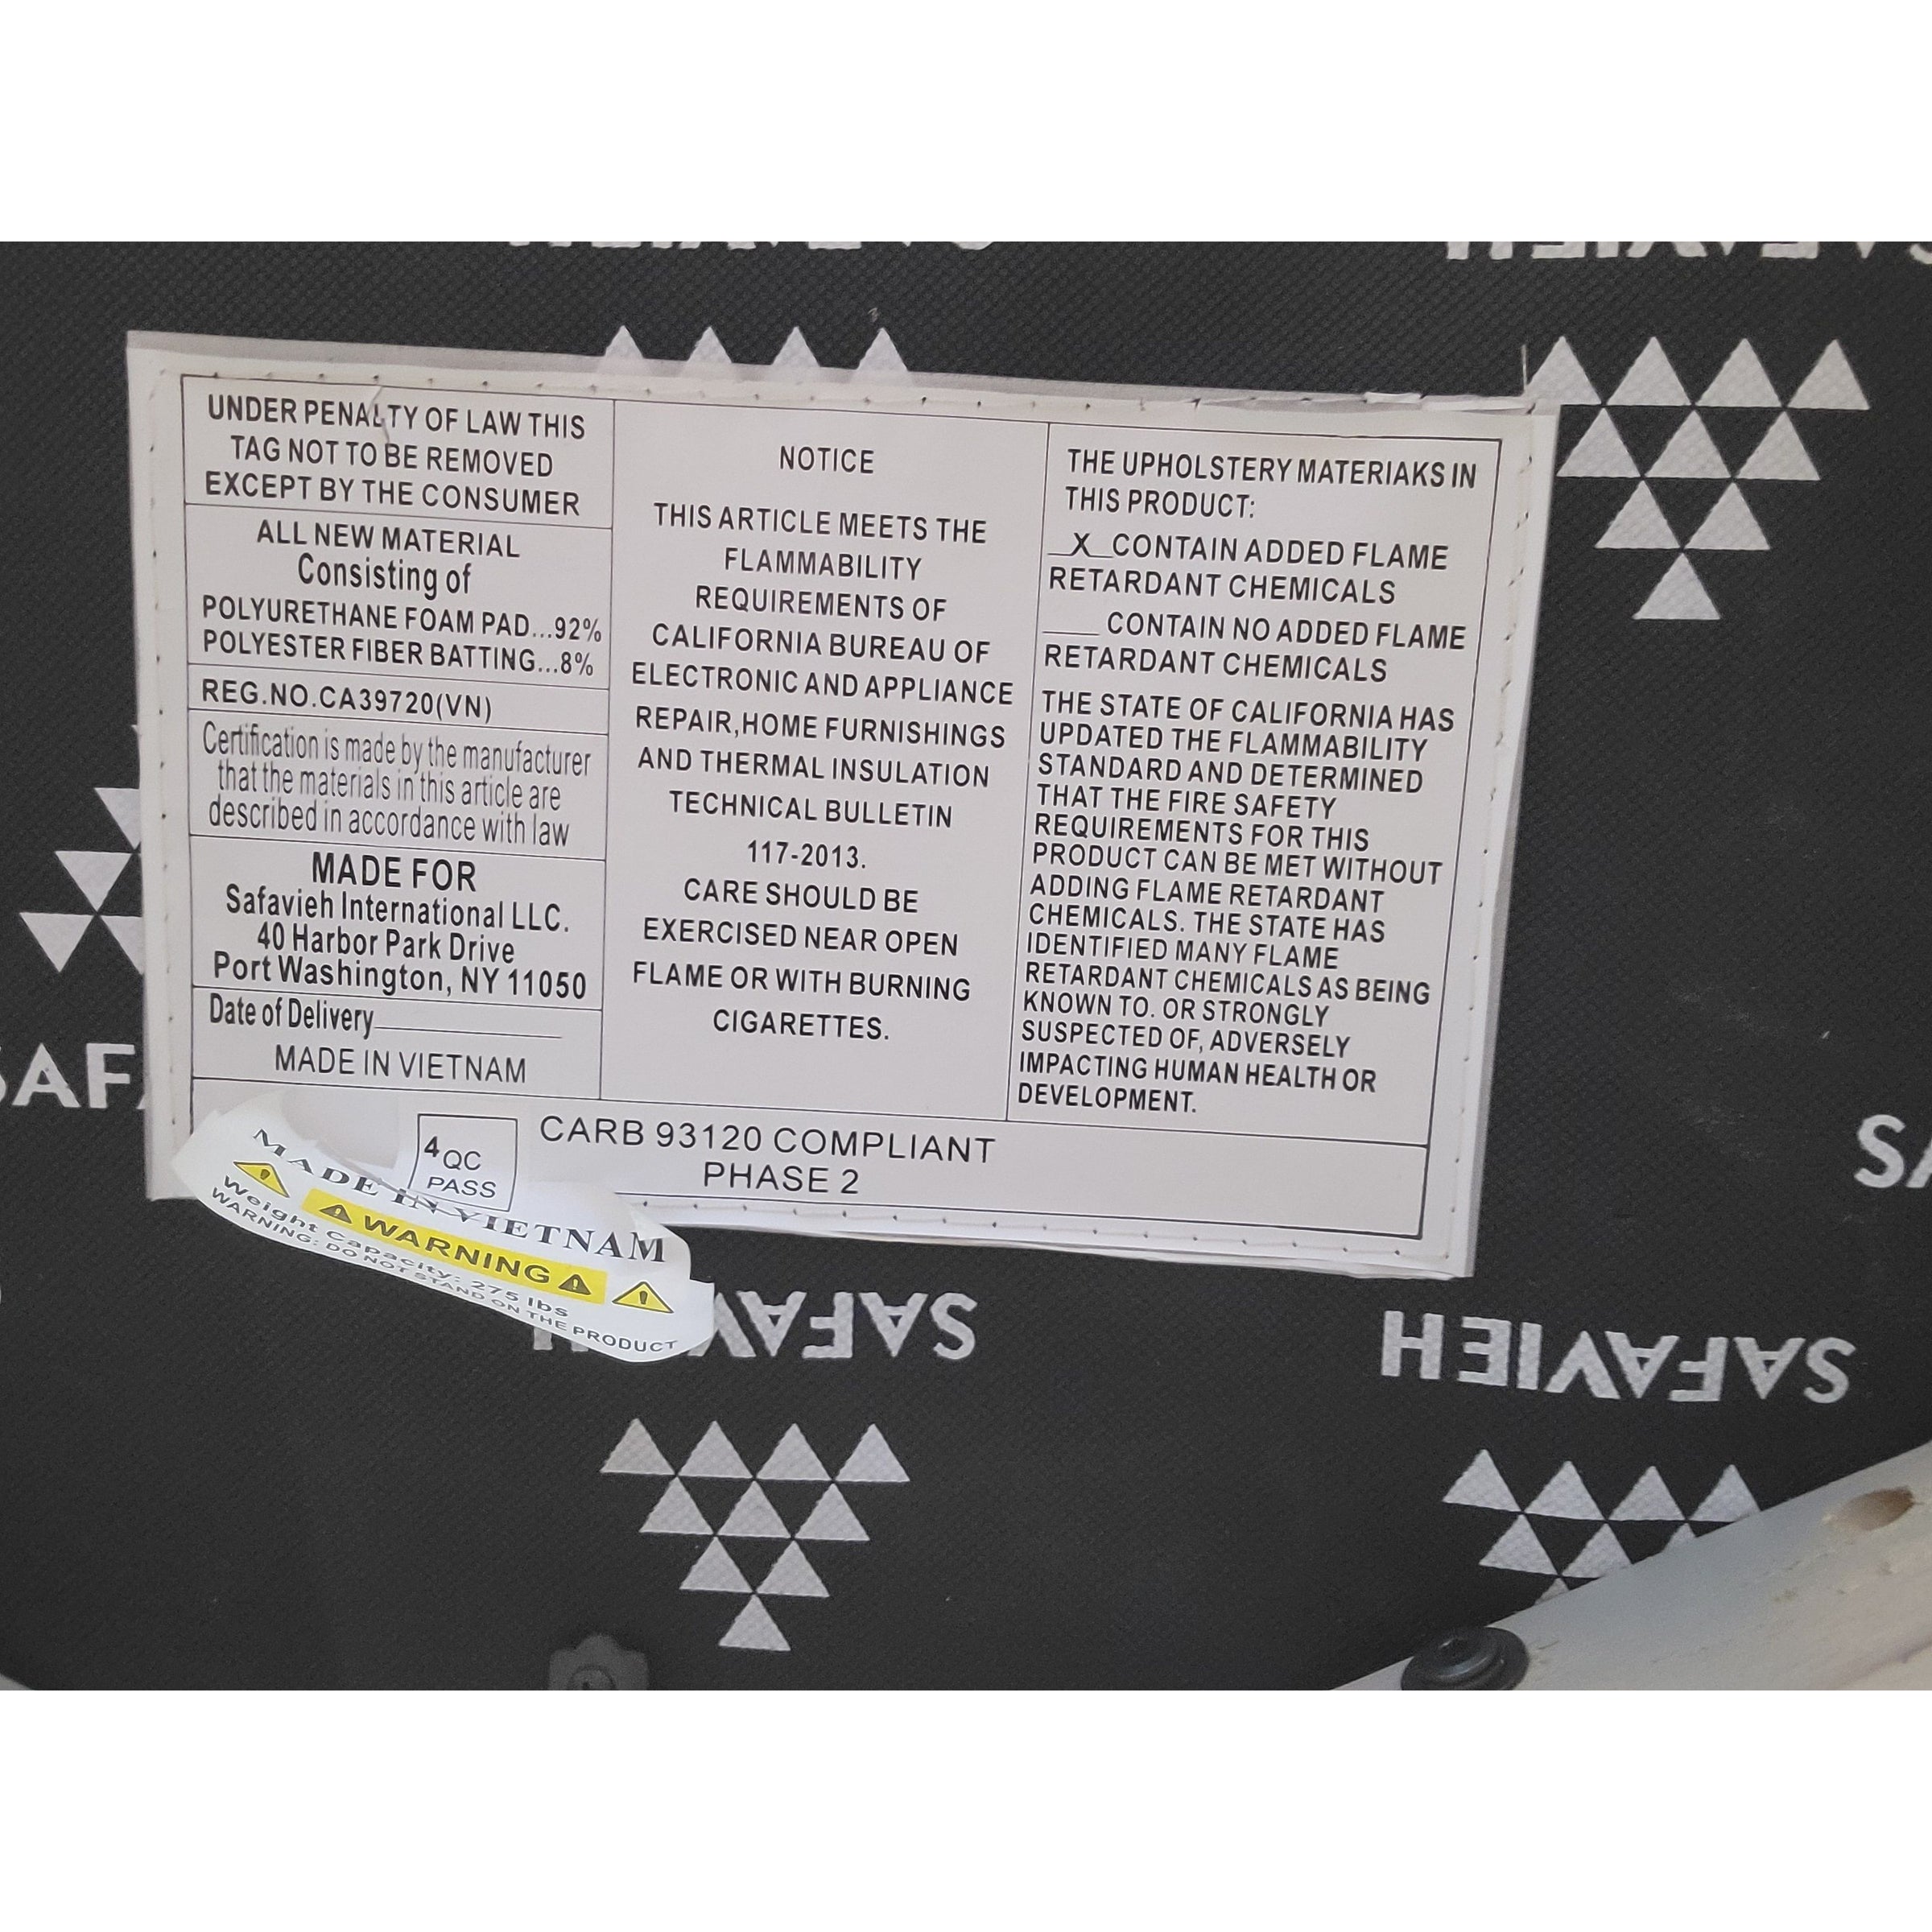 UNDER PENALTY OF LAW THIS
TAG NOT TO BE REMOVED
EXCEPT BY THE CONSUMER
ALL NEW MATERIAL
Consisting of
POLYURETHANE FOAM PAD...92%
POLYESTER FIBER BATTING...8%
REG.NO.CA39720(VN)
Certification is made by the manufacturer
that the materials in this article are
described in accordance with law
MADE FOR
Safavieh International LLC.
40 Harbor Park Drive
Port Washington, NY 11050
Date of Delivery
MADE IN VIETNAM
NOTICE
THIS ARTICLE MEETS THE
FLAMMABILITY
REQUIREMENTS OF
CALIFORNIA BUREAU OF
ELECTRONIC AND APPLIANCE
REPAIR,HOME FURNISHINGS
AND THERMAL INSULATION
TECHNICAL BULLETIN
117-2013.
CARE SHOULD BE
EXERCISED NEAR OPEN
FLAME OR WITH BURNING
CIGARETTES.
THE UPHOLSTERY MATERIAKS IN
THIS PRODUCT:
_X_CONTAIN ADDED FLAME
RETARDANT CHEMICALS
___ CONTAIN NO ADDED FLAME
RETARDANT CHEMICALS
THE STATE OF CALIFORNIA HAS
UPDATED THE FLAMMABILITY
STANDARD AND DETERMINED
THAT THE FIRE SAFETY
REQUIREMENTS FOR THIS
PRODUCT CAN BE MET WITHOUT
ADDING FLAME RETARDANT
CHEMICALS. THE STATE HAS
IDENTIFIED MANY FLAME
RETARDANT CHEMICALS AS BEING
KNOWN TO. OR STRONGLY
SUSPECTED OF, ADVERSELY
IMPACTING HUMAN HEALTH OR
DEVELOPMENT.
CARB 93120 COMPLIANT
PHASE 2
4 QC
PASS
MADE IN VIETNAM
WARNING
Weight Capacity: 275 lbs
WARNING: DO NOT STAND ON THE PRODUCT
SAFAVIEH
SAFAVIEH